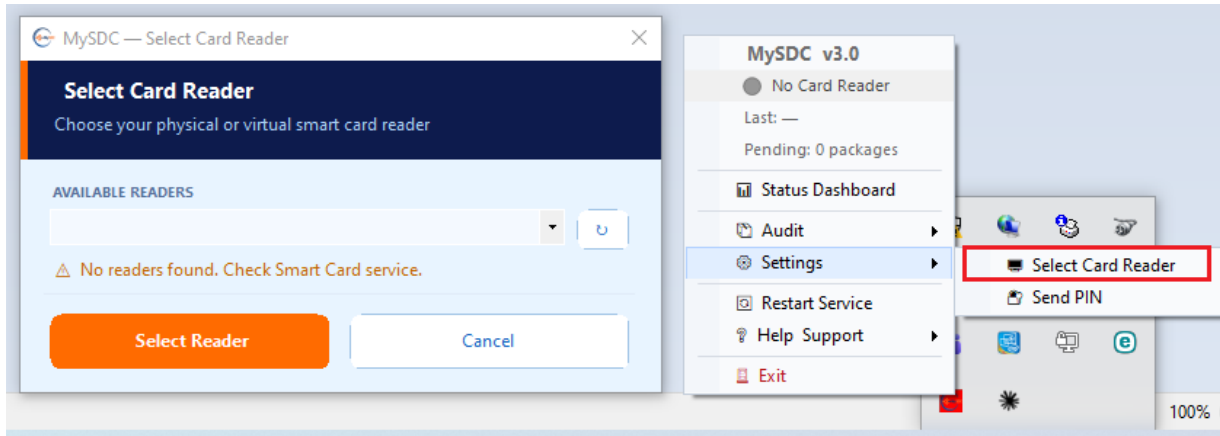 MySDC — Select Card Reader
Select Card Reader
Choose your physical or virtual smart card reader
AVAILABLE READERS
⚠ No readers found. Check Smart Card service.
Select Reader
Cancel
MySDC v3.0
No Card Reader
Last: —
Pending: 0 packages
Status Dashboard
Audit
Settings
Restart Service
Help Support
Exit
Select Card Reader
Send PIN
100%